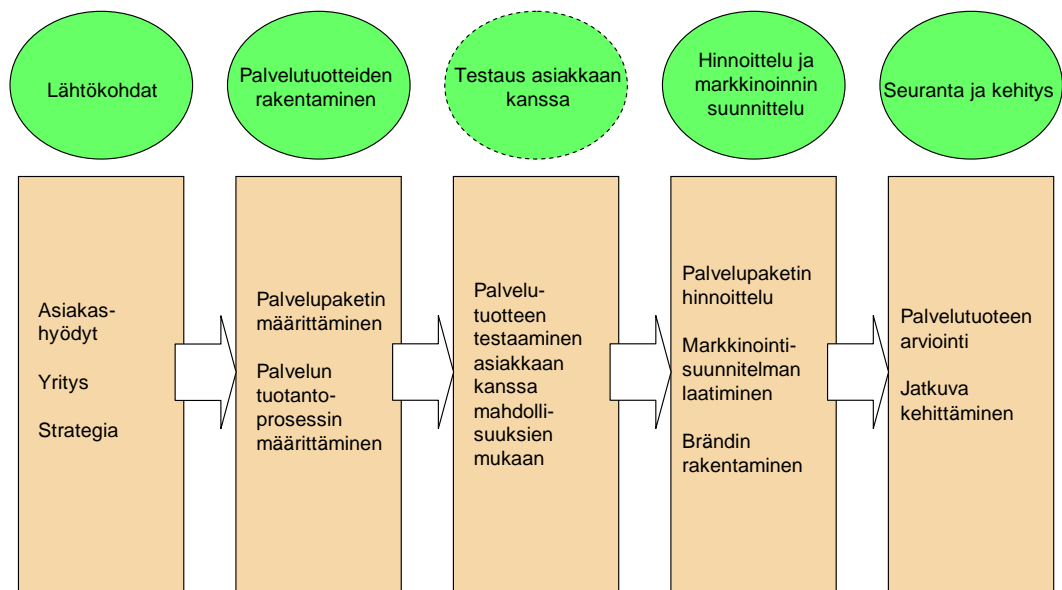 Lähtökohdat
Palvelutuotteiden
rakentaminen
Testaus asiakkaan
kanssa
Hinnoittelu ja
markkinoinnin
suunnittelu
Seuranta ja kehitys
Asiakas-
hyödyt
Yritys
Strategia
Palvelupaketin
määrittäminen
Palvelun
tuotanto-
prosessin
määrittäminen
Palvelu-
tuotteen
testaaminen
asiakkaan
kanssa
mahdolli-
suuksien
mukaan
Palvelupaketin
hinnoittelu
Markkinointi-
suunnitelman
laatiminen
Brändin
rakentaminen
Palvelutuoteen
arviointi
Jatkuva
kehittäminen